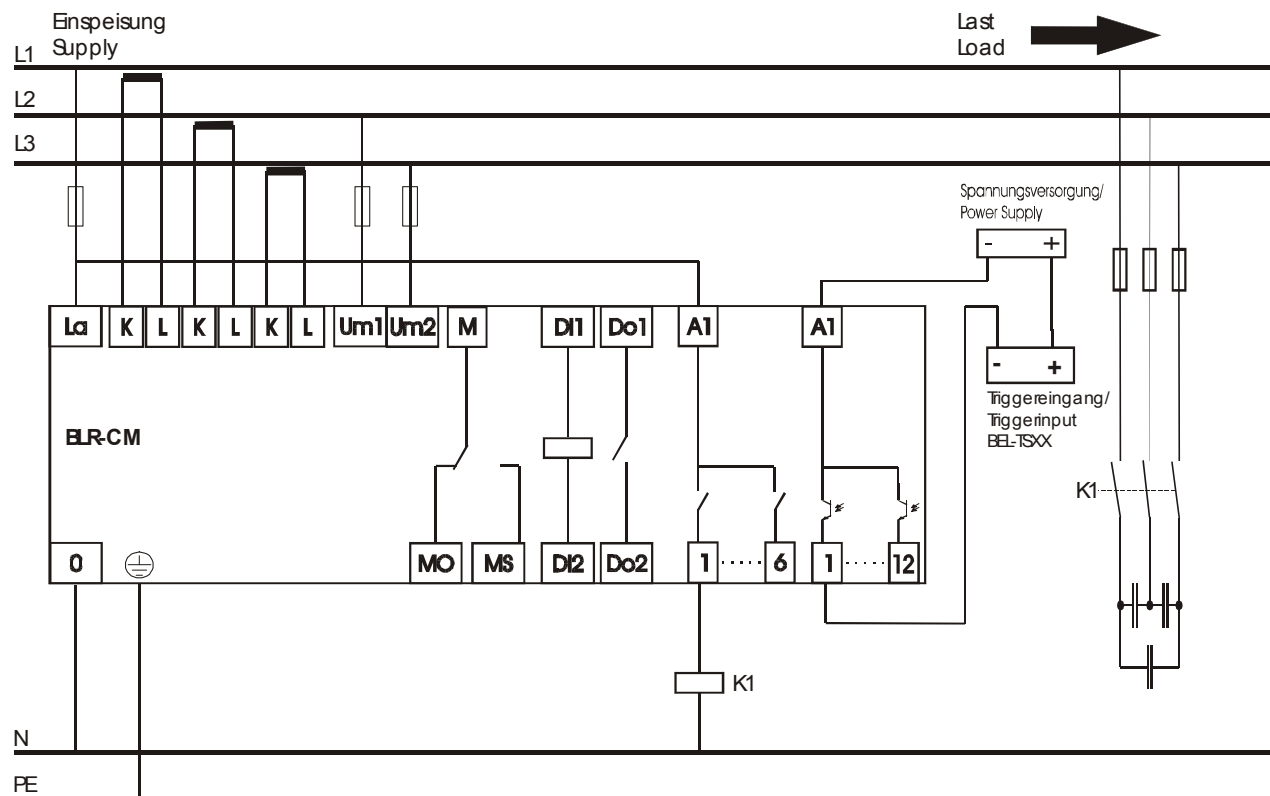 Einspeisung
Supply
Last
Load
L1
L2
L3
Spannungsversorgung/
Power Supply
- +
La K L K L K L Um1 Um2 M DI1 Do1 A1 A1
- +
Triggereingang/
Triggerinput
BEL-TSXX
BLR-CM
K1
0 MO MS DI2 Do2 1 ...... 6 1 ...... 12
K1
N
PE